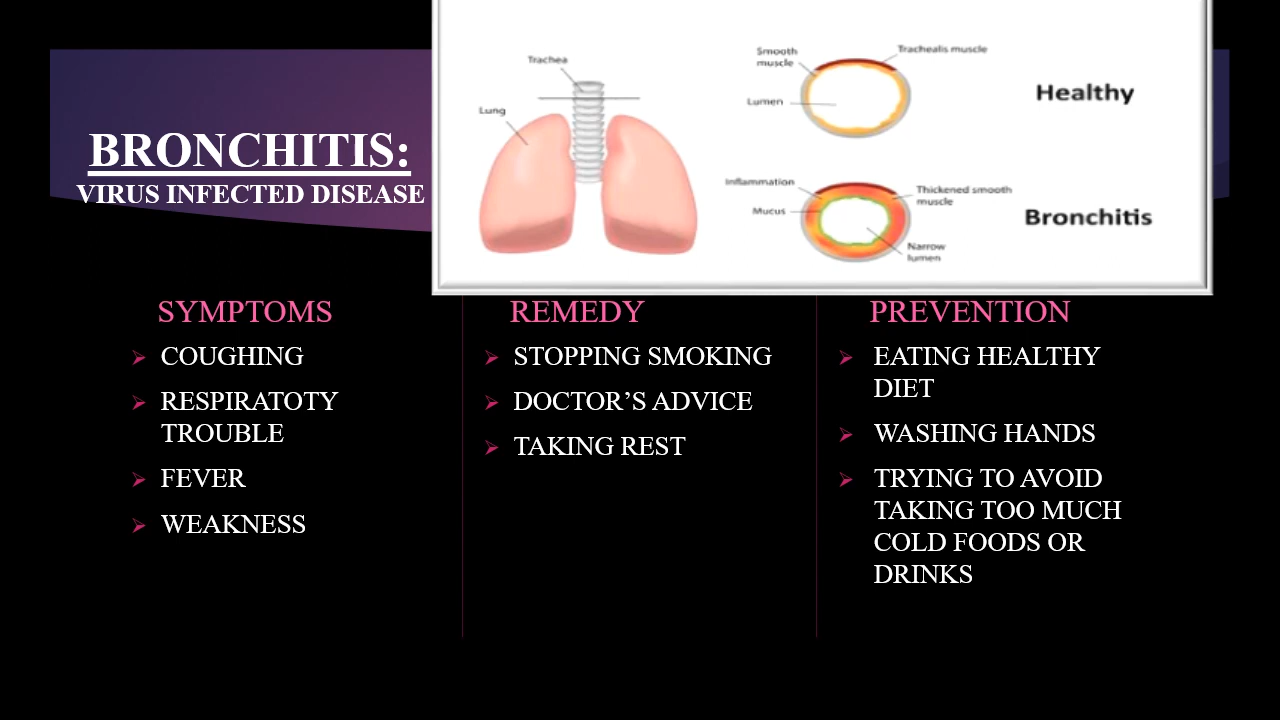 BRONCHITIS:
VIRUS INFECTED DISEASE
Trachea
Lung
Smooth
muscle
Trachealis muscle
Lumen
Healthy
Inflammation
Mucus
Thickened smooth
muscle
Narrow
lumen
Bronchitis
SYMPTOMS
COUGHING
RESPIRATOTY
TROUBLE
FEVER
WEAKNESS
REMEDY
STOPPING SMOKING
DOCTOR’S ADVICE
TAKING REST
PREVENTION
EATING HEALTHY
DIET
WASHING HANDS
TRYING TO AVOID
TAKING TOO MUCH
COLD FOODS OR
DRINKS